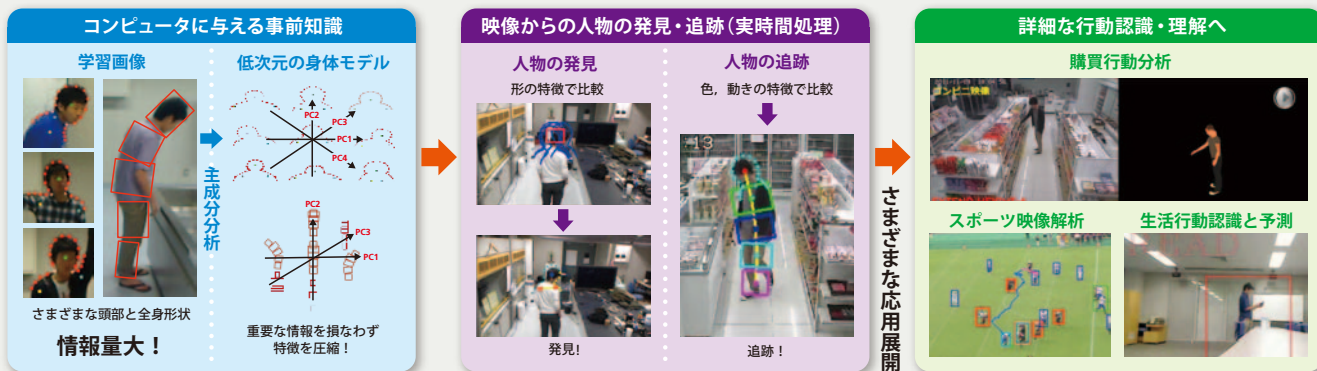 コンピュータに与える事前知識
学習画像
低次元の身体モデル
PC2
PC3
PC1
PC4
主成分分析
PC2
PC3
PC1
さまざまな頭部と全身形状
情報量大！
重要な情報を損なわず
特徴を圧縮！
映像からの人物の発見・追跡（実時間処理）
人物の発見
形の特徴で比較
発見!
人物の追跡
色，動きの特徴で比較
追跡！
さまざまな応用展開
詳細な行動認識・理解へ
購買行動分析
コンビニ映像
スポーツ映像解析
生活行動認識と予測